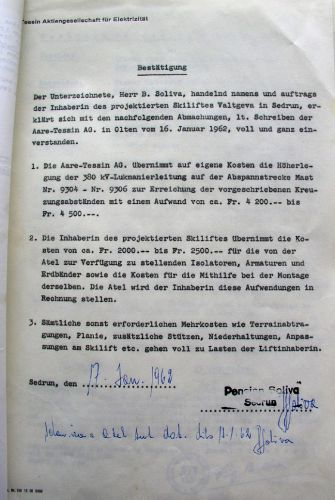 Tessin Aktiengesellschaft für Elektrizität
Bestätigung
Der Unterzeichnete, Herr B. Soliva, handelnd namens und auftrags
der Inhaberin des projektierten Skiliftes Valtgeva in Sedrun, er-
klärt sich mit den nachfolgenden Abmachungen, lt. Schreiben der
Aare-Tessin AG. in Olten vom 16. Januar 1962, voll und ganz ein-
verstanden.
1. Die Aare-Tessin AG. übernimmt auf eigene Kosten die Höherle-
gung der 380 kV-Lukmanierleitung auf der Abspannstrecke Mast
Nr. 9304 - Nr. 9306 zur Erreichung der vorgeschriebenen Kreu-
zungsabständen mit einem Aufwand von ca. Fr. 4 200.-- bis
Fr. 4 500.--.
2. Die Inhaberin des projektierten Skiliftes übernimmt die Ko-
sten von ca. Fr. 2000.-- bis Fr. 2500.-- für die von der
Atel zur Verfügung zu stellenden Isolatoren, Armaturen und
Erdbänder sowie die Kosten für die Mithilfe bei der Montage
derselben. Die Atel wird der Inhaberin diese Aufwendungen in
Rechnung stellen.
3. Sämtliche sonst erforderlichen Mehrkosten wie Terrainabtra-
gungen, Planie, zusätzliche Stützen, Niederhaltungen, Anpas-
sungen am Skilift etc. gehen voll zu Lasten der Liftinhaberin.
Sedrun, den 17. Jan. 1962
Pension Soliva
Sedrun BSoliva
Atel BSoliva